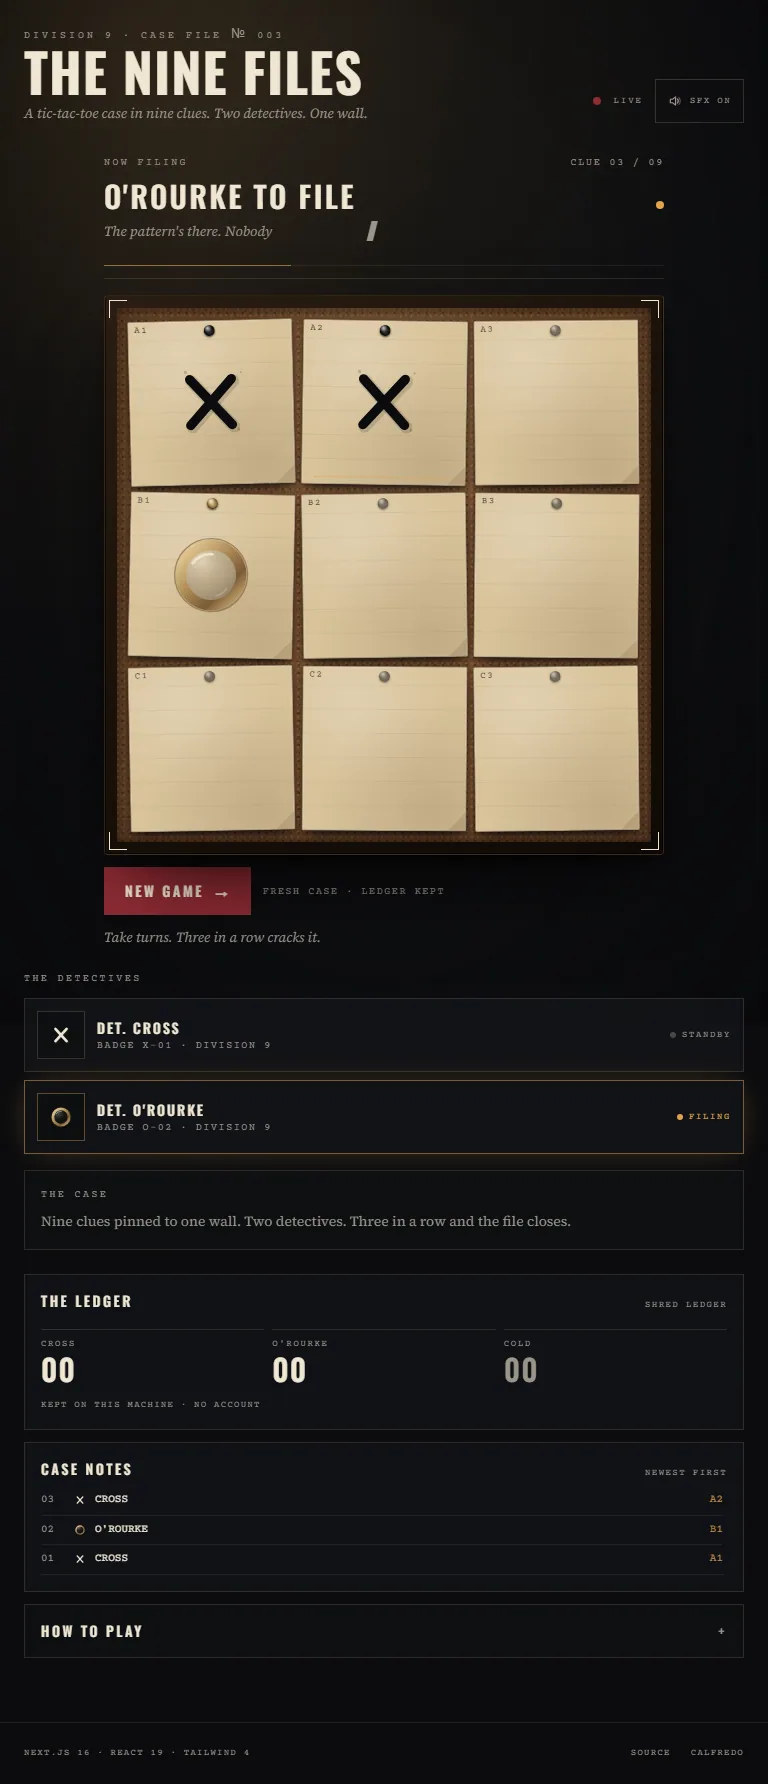 DIVISION 9 · CASE FILE № 003
THE NINE FILES
A tic-tac-toe case in nine clues. Two detectives. One wall.
LIVE
SFX ON
NOW FILING
CLUE 03 / 09
O'ROURKE TO FILE
The pattern's there. Nobody
A1
A2
A3
B1
B2
B3
C1
C2
C3
NEW GAME →
FRESH CASE · LEDGER KEPT
Take turns. Three in a row cracks it.
THE DETECTIVES
DET. CROSS
BADGE X-01 · DIVISION 9
STANDBY
DET. O'ROURKE
BADGE O-02 · DIVISION 9
FILING
THE CASE
Nine clues pinned to one wall. Two detectives. Three in a row and the file closes.
THE LEDGER
SHRED LEDGER
CROSS
O'ROURKE
COLD
00
00
00
KEPT ON THIS MACHINE · NO ACCOUNT
CASE NOTES
NEWEST FIRST
03 CROSS A2
02 O'ROURKE B1
01 CROSS A1
HOW TO PLAY +
NEXT.JS 16 · REACT 19 · TAILWIND 4
SOURCE CALFREDO